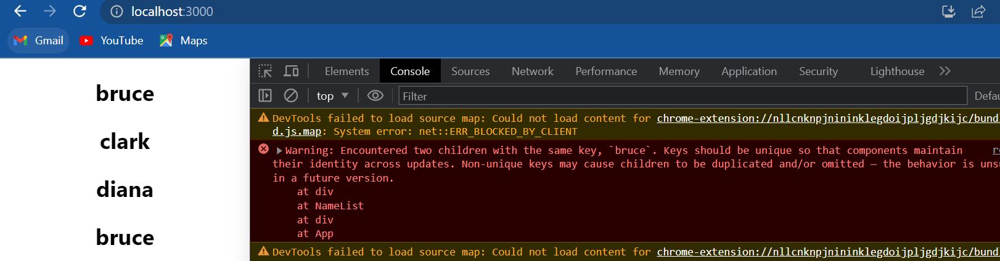 localhost:3000
Gmail YouTube Maps
Elements Console Sources Network Performance Memory Application Security Lighthouse
top Filter
DevTools failed to load source map: Could not load content for chrome-extension://nllcnknpjnininklegdoijpljgdjkijc/bundl
d.js.map: System error: net::ERR_BLOCKED_BY_CLIENT
Warning: Encountered two children with the same key, `bruce`. Keys should be unique so that components maintain
their identity across updates. Non-unique keys may cause children to be duplicated and/or omitted — the behavior is
in a future version.
at div
at NameList
at div
at App
DevTools failed to load source map: Could not load content for chrome-extension://nllcnknpjnininklegdoijpljgdjkijc/bundl
bruce
clark
diana
bruce